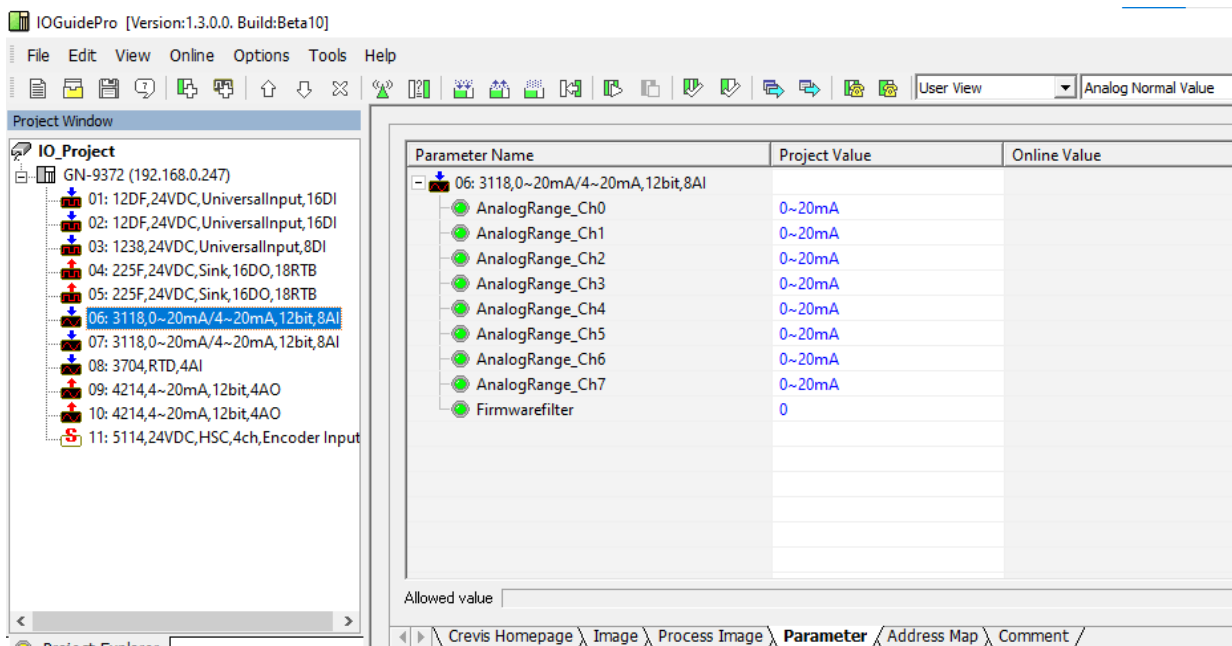 IOGuidePro [Version:1.3.0.0. Build:Beta10]
File Edit View Online Options Tools Help
User View Analog Normal Value
Project Window
IO_Project
GN-9372 (192.168.0.247)
01: 12DF,24VDC,UniversalInput,16DI
02: 12DF,24VDC,UniversalInput,16DI
03: 1238,24VDC,UniversalInput,8DI
04: 225F,24VDC,Sink,16DO,18RTB
05: 225F,24VDC,Sink,16DO,18RTB
06: 3118,0~20mA/4~20mA,12bit,8AI
07: 3118,0~20mA/4~20mA,12bit,8AI
08: 3704,RTD,4AI
09: 4214,4~20mA,12bit,4AO
10: 4214,4~20mA,12bit,4AO
11: 5114,24VDC,HSC,4ch,Encoder Input
Project Explorer
Parameter Name Project Value Online Value
06: 3118,0~20mA/4~20mA,12bit,8AI
AnalogRange_Ch0 0~20mA
AnalogRange_Ch1 0~20mA
AnalogRange_Ch2 0~20mA
AnalogRange_Ch3 0~20mA
AnalogRange_Ch4 0~20mA
AnalogRange_Ch5 0~20mA
AnalogRange_Ch6 0~20mA
AnalogRange_Ch7 0~20mA
Firmwarefilter 0
Allowed value
Crevis Homepage Image Process Image Parameter Address Map Comment